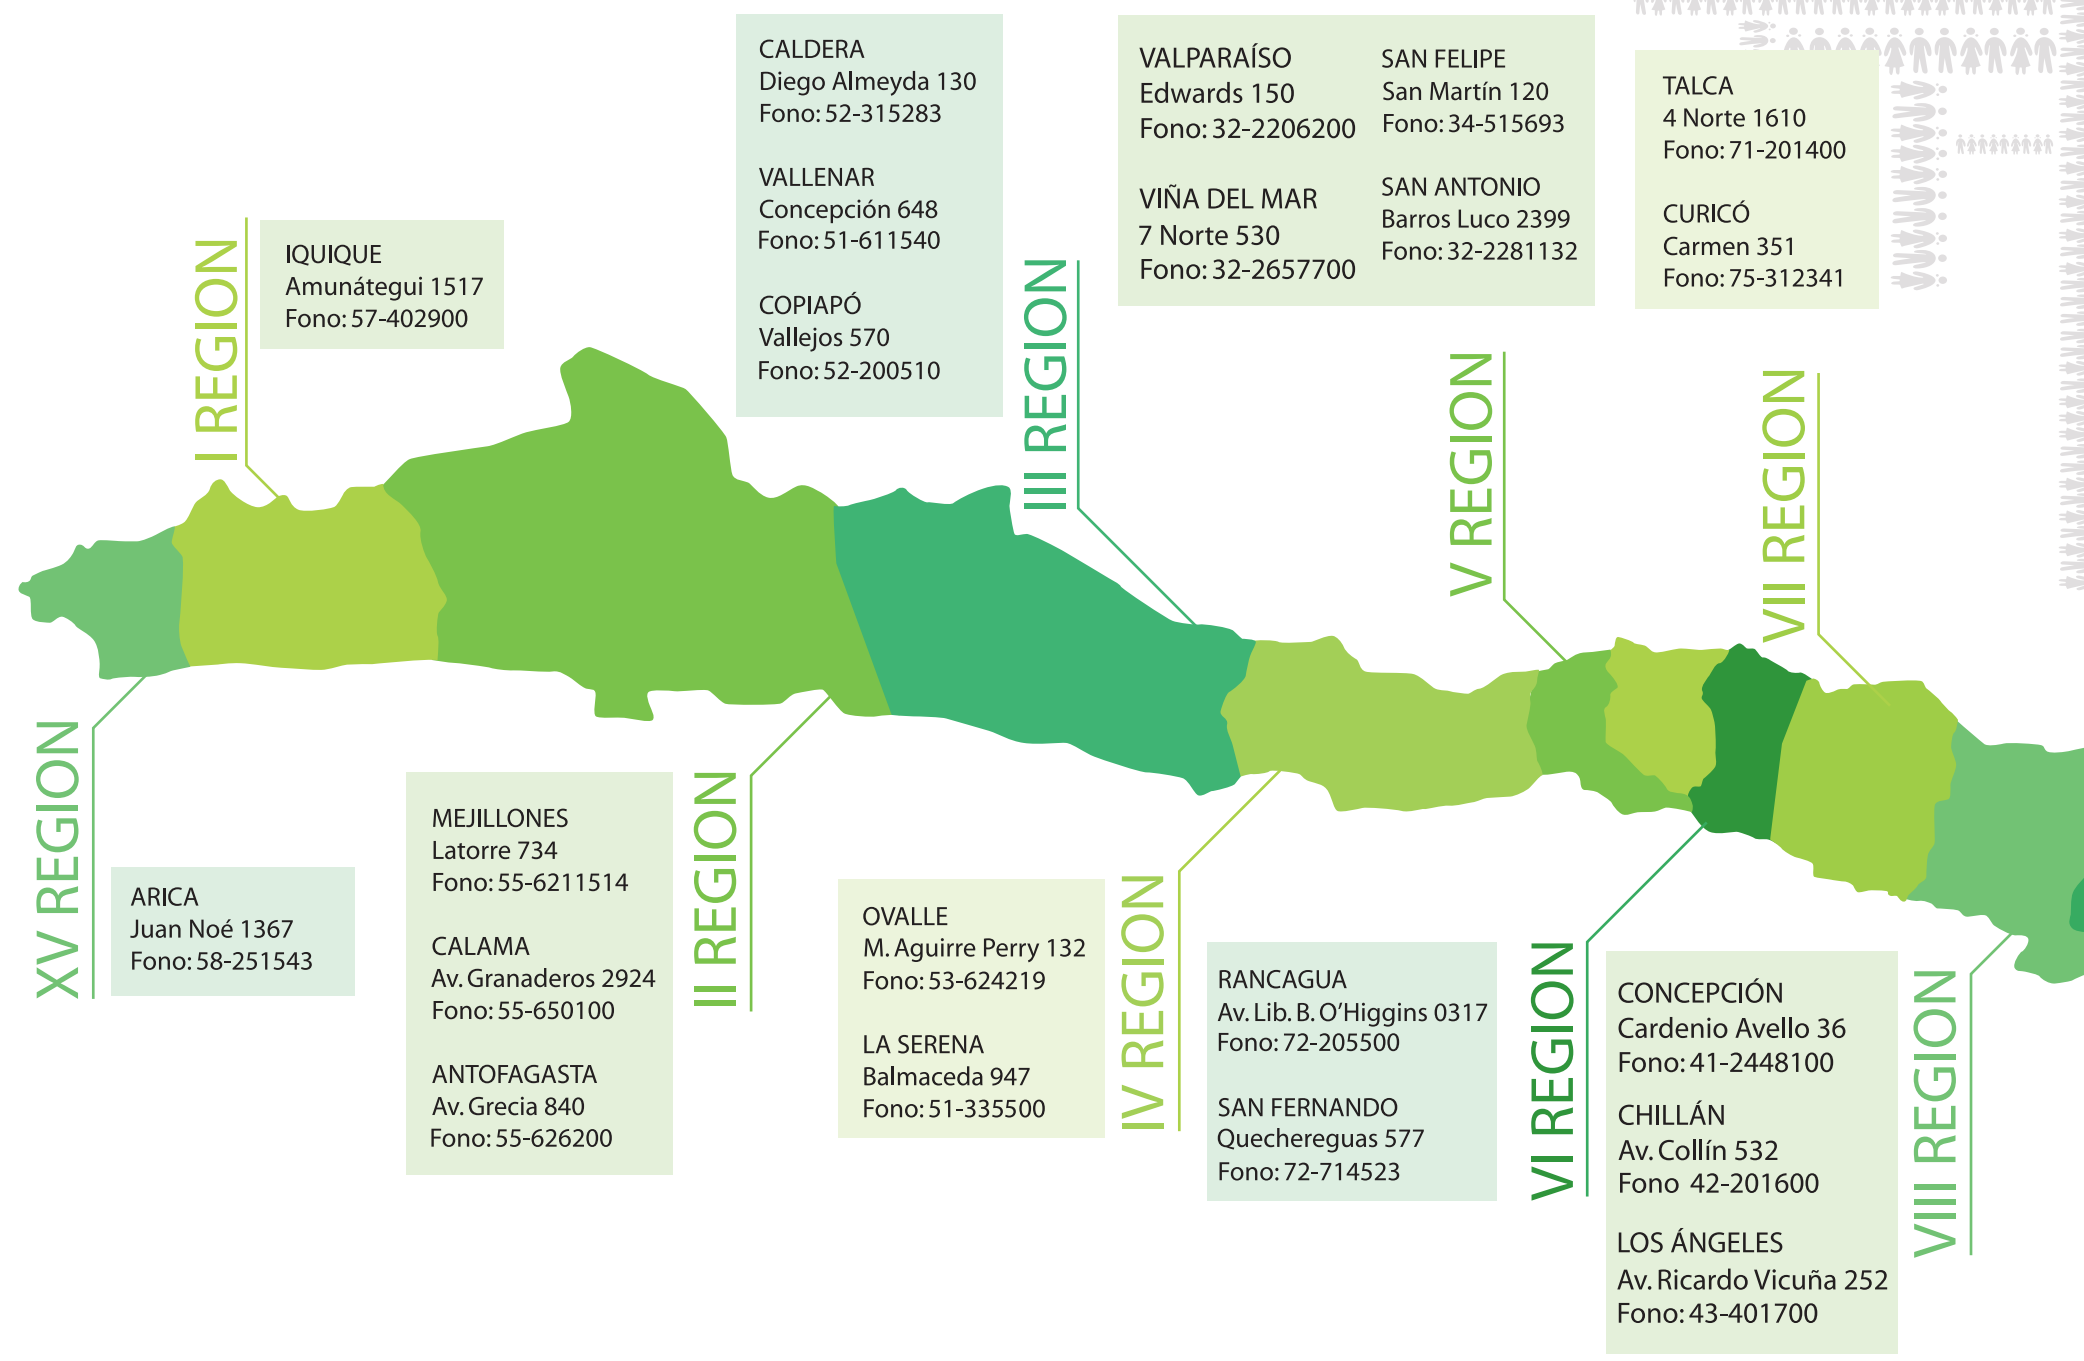 I REGION
IQUIQUE
Amunátegui 1517
Fono: 57-402900
CALDERA
Diego Almeyda 130
Fono: 52-315283
VALLENAR
Concepción 648
Fono: 51-611540
COPIAPÓ
Vallejos 570
Fono: 52-200510
III REGION
VALPARAÍSO
Edwards 150
Fono: 32-2206200
VIÑA DEL MAR
7 Norte 530
Fono: 32-2657700
SAN FELIPE
San Martín 120
Fono: 34-515693
SAN ANTONIO
Barros Luco 2399
Fono: 32-2281132
V REGION
TALCA
4 Norte 1610
Fono: 71-201400
CURICÓ
Carmen 351
Fono: 75-312341
VII REGION
XV REGION
ARICA
Juan Noé 1367
Fono: 58-251543
MEJILLONES
Latorre 734
Fono: 55-6211514
CALAMA
Av. Granaderos 2924
Fono: 55-650100
ANTOFAGASTA
Av. Grecia 840
Fono: 55-626200
II REGION
OVALLE
M. Aguirre Perry 132
Fono: 53-624219
LA SERENA
Balmaceda 947
Fono: 51-335500
IV REGION
RANCAGUA
Av. Lib. B. O’Higgins 0317
Fono: 72-205500
SAN FERNANDO
Quechereguas 577
Fono: 72-714523
VI REGION
CONCEPCIÓN
Cardenio Avello 36
Fono: 41-2448100
CHILLÁN
Av. Collín 532
Fono 42-201600
LOS ÁNGELES
Av. Ricardo Vicuña 252
Fono: 43-401700
VIII REGION